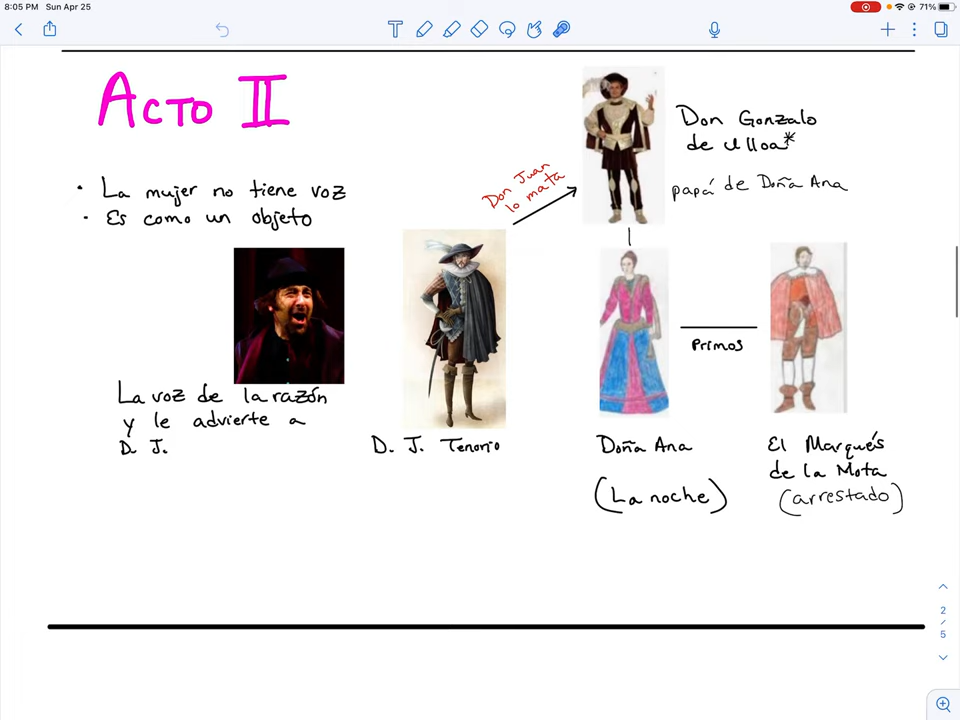 8:05 PM Sun Apr 25
71%
ACTO II
Don Gonzalo
de Ulloa*
papá de Doña Ana
Don Juan
lo mata
· La mujer no tiene voz
· Es como un objeto
Primos
La voz de la razón
y le advierte a
D. J.
D. J. Tenorio
Doña Ana
(La noche)
El Marqués
de la Mota
(arrestado)
2
/
5